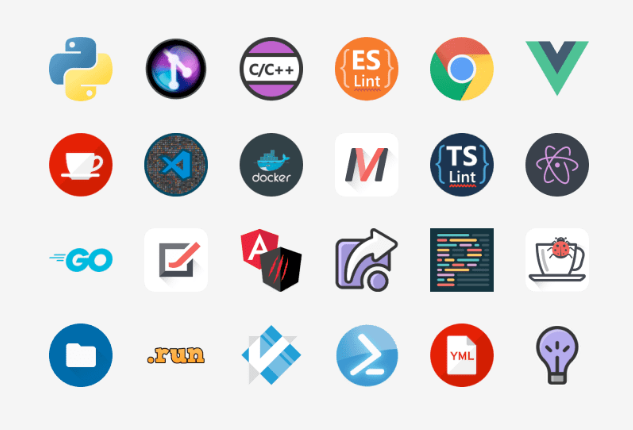 C/C++
ES
Lint
docker
M
TS
Lint
GO
A
.run
YML